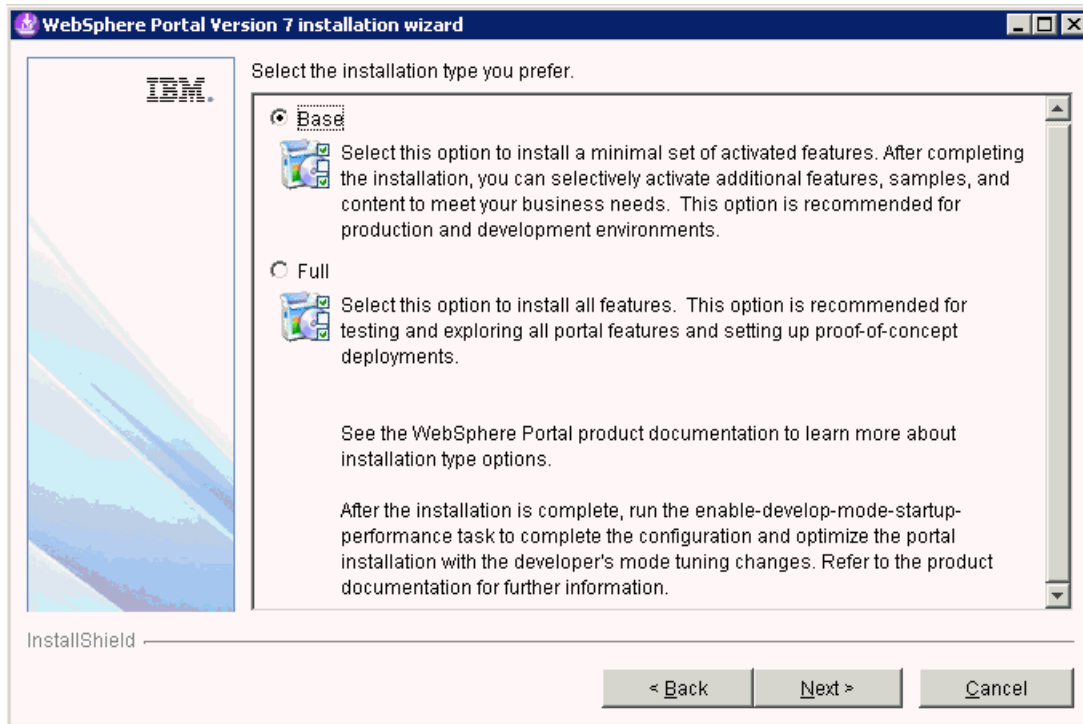 WebSphere Portal Version 7 installation wizard
IBM.
Select the installation type you prefer.
Base
Select this option to install a minimal set of activated features. After completing
the installation, you can selectively activate additional features, samples, and
content to meet your business needs.  This option is recommended for
production and development environments.
Full
Select this option to install all features.  This option is recommended for
testing and exploring all portal features and setting up proof-of-concept
deployments.
See the WebSphere Portal product documentation to learn more about
installation type options.
After the installation is complete, run the enable-develop-mode-startup-
performance task to complete the configuration and optimize the portal
installation with the developer's mode tuning changes. Refer to the product
documentation for further information.
InstallShield
< Back
Next >
Cancel